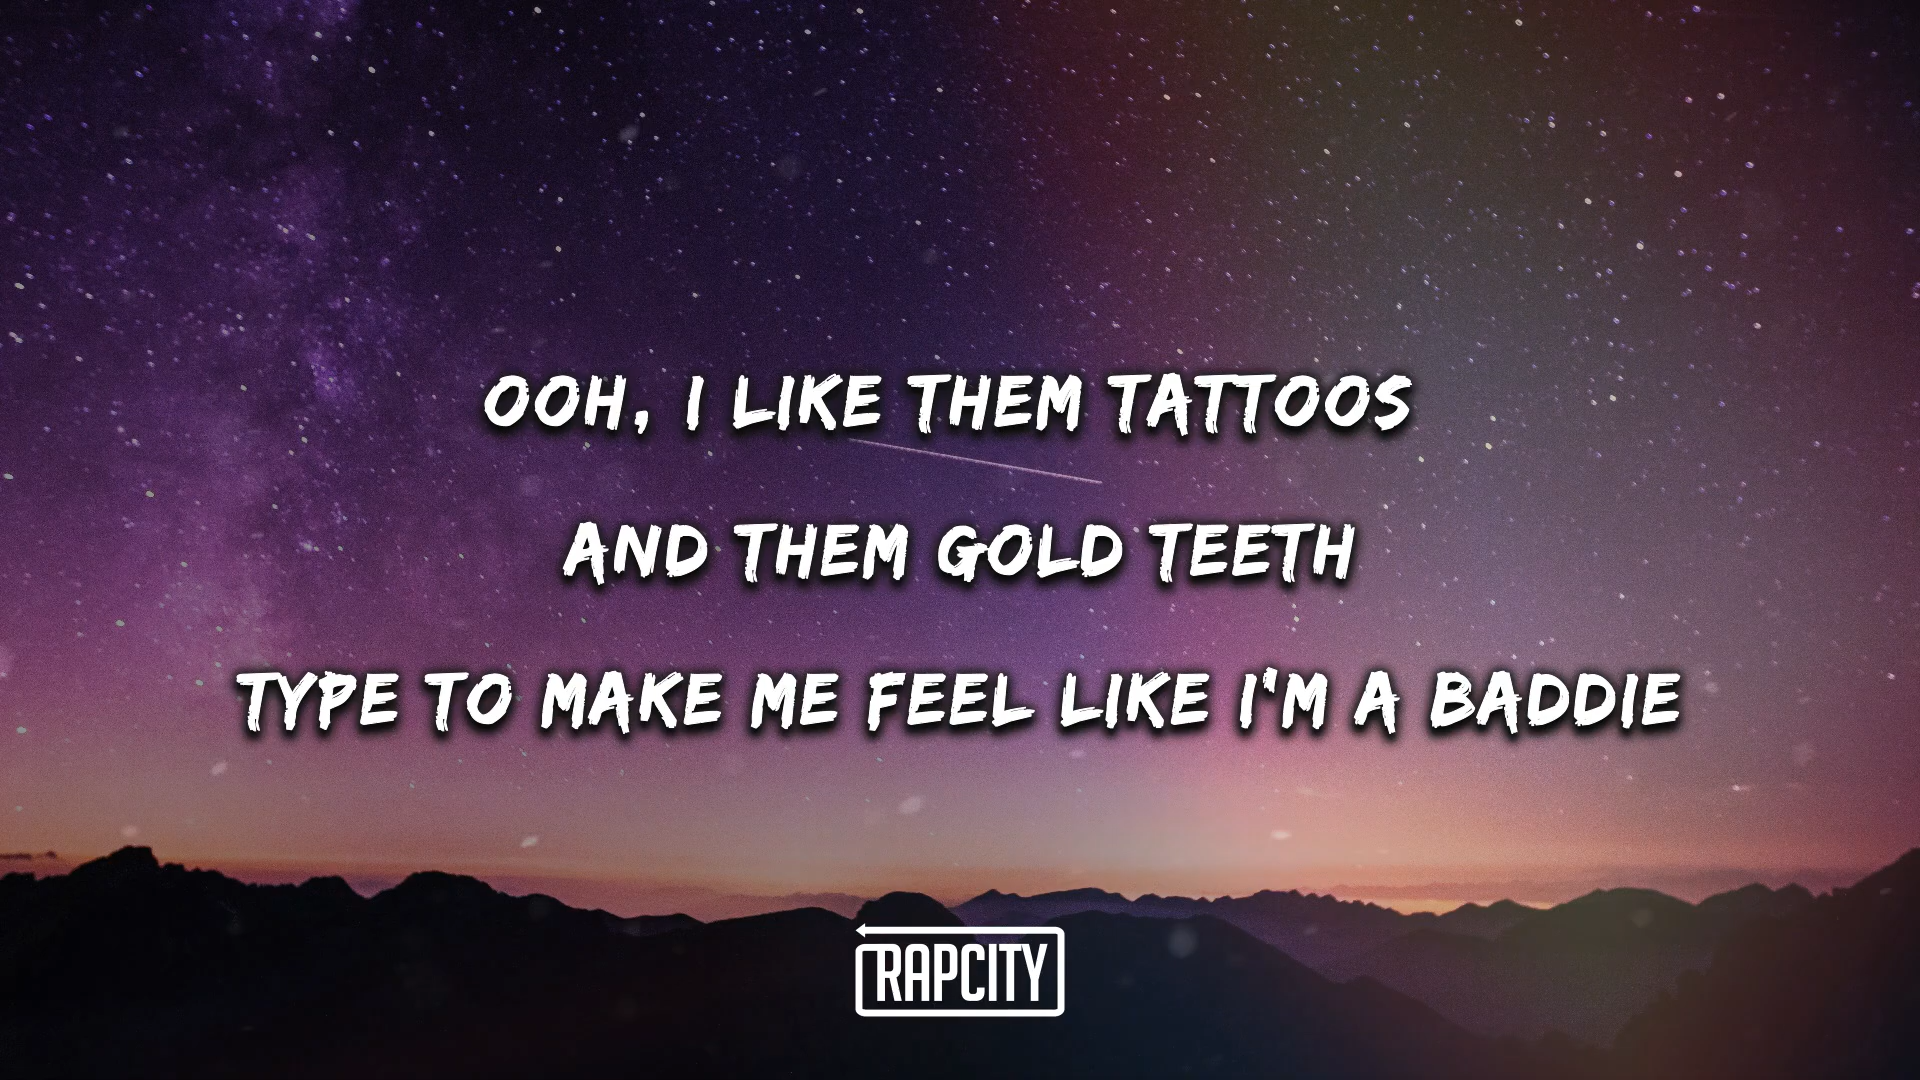 OOH, I LIKE THEM TATTOOS
AND THEM GOLD TEETH
TYPE TO MAKE ME FEEL LIKE I'M A BADDIE
RAPCITY